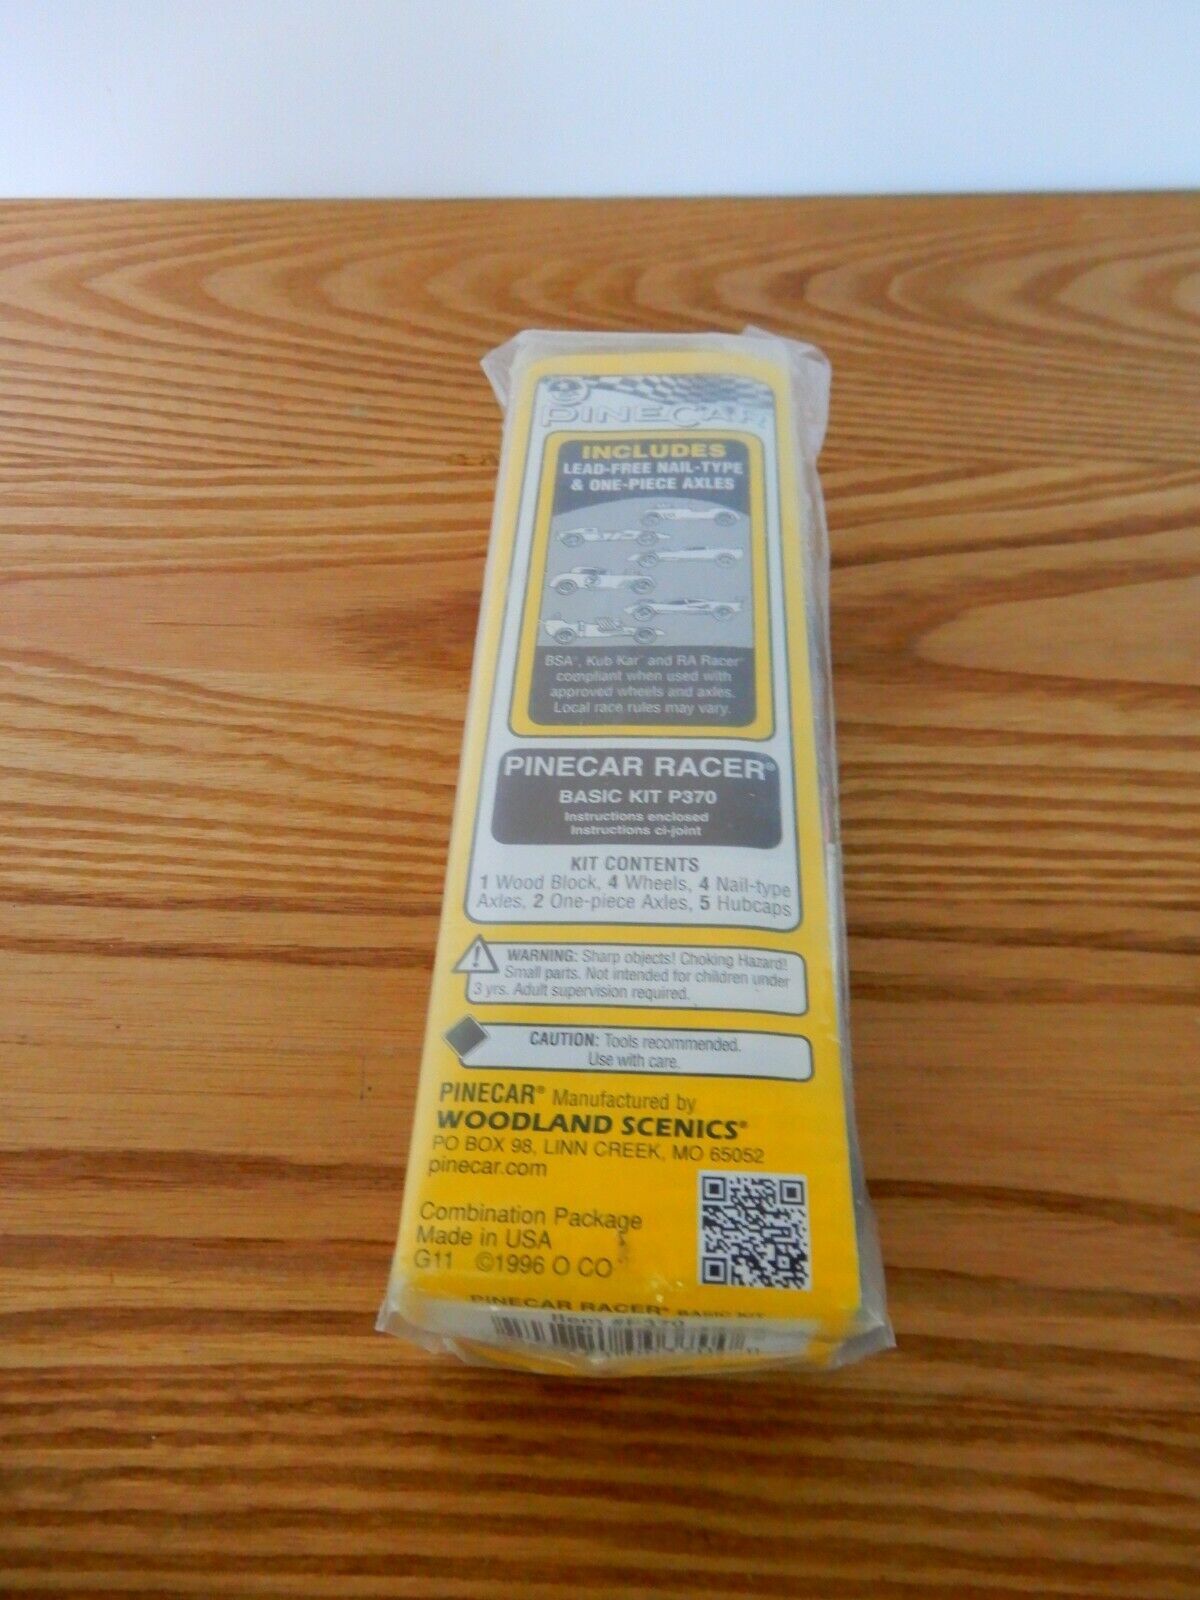 PINECAR
INCLUDES
LEAD-FREE NAIL-TYPE
& ONE-PIECE AXLES
BSA®, Kub Kar™ and RA Racer™
compliant when used with
approved wheels and axles.
Local race rules may vary.
PINECAR RACER®
BASIC KIT P370
Instructions enclosed
Instructions ci-joint
KIT CONTENTS
1 Wood Block, 4 Wheels, 4 Nail-type
Axles, 2 One-piece Axles, 5 Hubcaps
WARNING: Sharp objects! Choking Hazard!
Small parts. Not intended for children under
3 yrs. Adult supervision required.
CAUTION: Tools recommended.
Use with care.
PINECAR® Manufactured by
WOODLAND SCENICS®
PO BOX 98, LINN CREEK, MO 65052
pinecar.com
Combination Package
Made in USA
G11 ©1996 O CO
PINECAR RACER® BASIC KIT
Item #P370